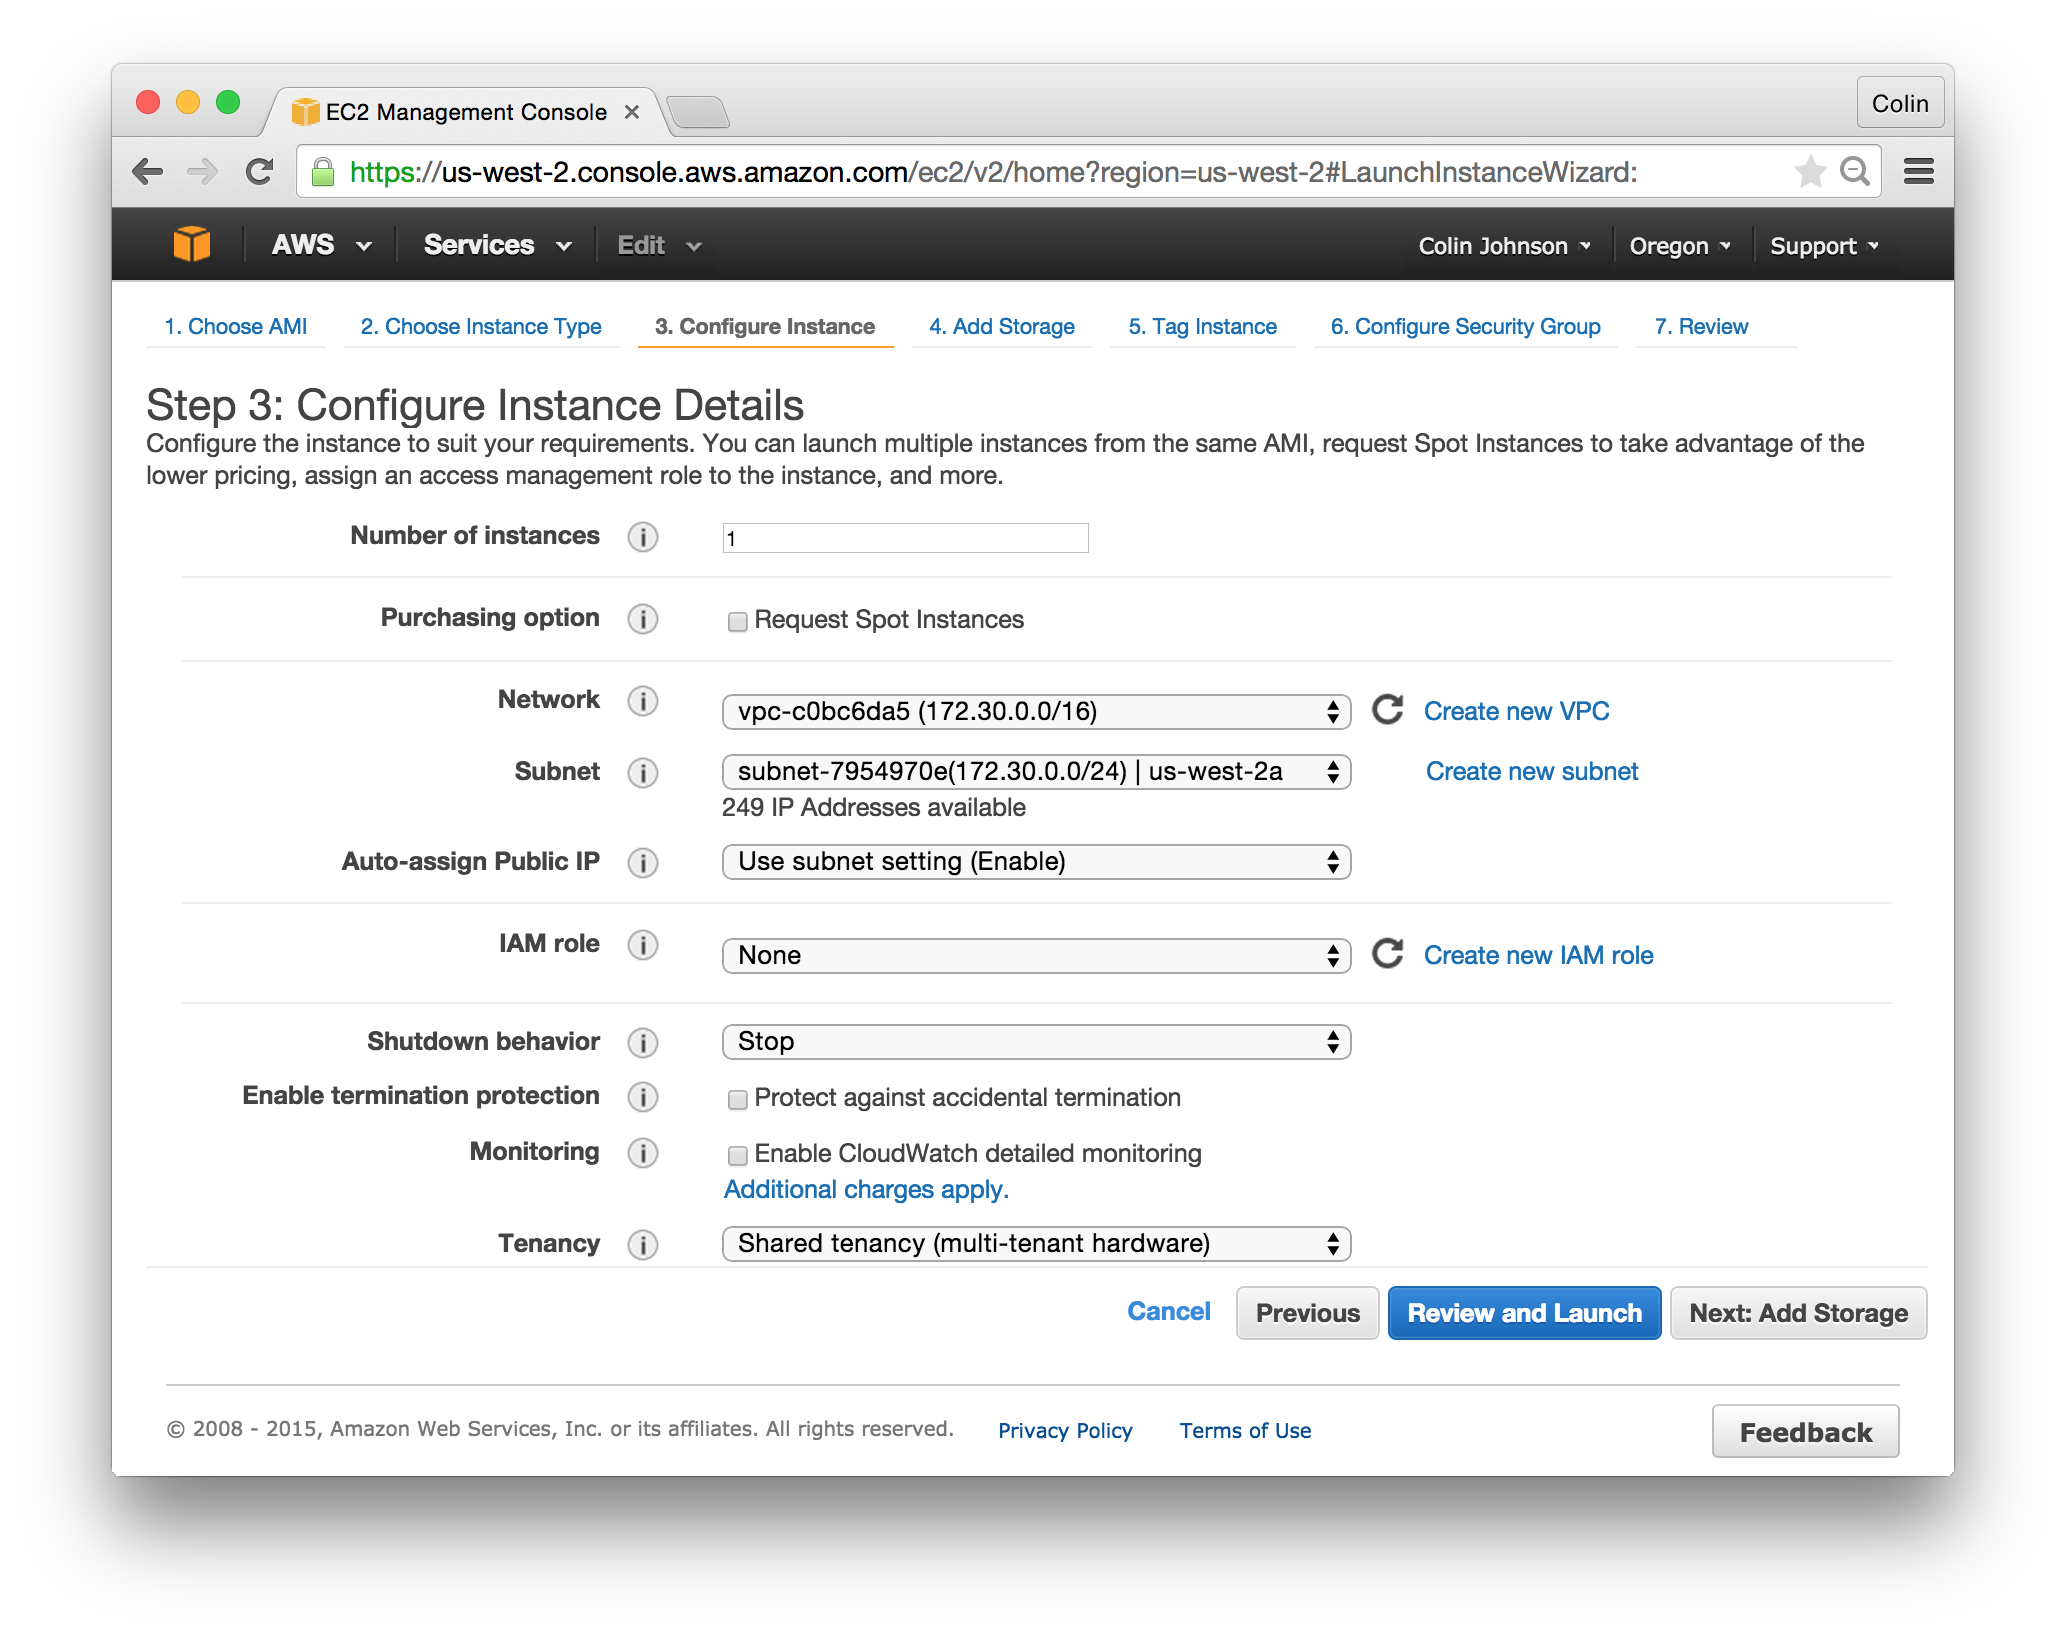 EC2 Management Console
Colin
https://us-west-2.console.aws.amazon.com/ec2/v2/home?region=us-west-2#LaunchInstanceWizard:
AWS Services Edit Colin Johnson Oregon Support
1. Choose AMI 2. Choose Instance Type 3. Configure Instance 4. Add Storage 5. Tag Instance 6. Configure Security Group 7. Review
Step 3: Configure Instance Details
Configure the instance to suit your requirements. You can launch multiple instances from the same AMI, request Spot Instances to take advantage of the
lower pricing, assign an access management role to the instance, and more.
Number of instances 1
Purchasing option Request Spot Instances
Network vpc-c0bc6da5 (172.30.0.0/16) Create new VPC
Subnet subnet-7954970e(172.30.0.0/24) | us-west-2a Create new subnet
249 IP Addresses available
Auto-assign Public IP Use subnet setting (Enable)
IAM role None Create new IAM role
Shutdown behavior Stop
Enable termination protection Protect against accidental termination
Monitoring Enable CloudWatch detailed monitoring
Additional charges apply.
Tenancy Shared tenancy (multi-tenant hardware)
Cancel Previous Review and Launch Next: Add Storage
© 2008 - 2015, Amazon Web Services, Inc. or its affiliates. All rights reserved. Privacy Policy Terms of Use Feedback